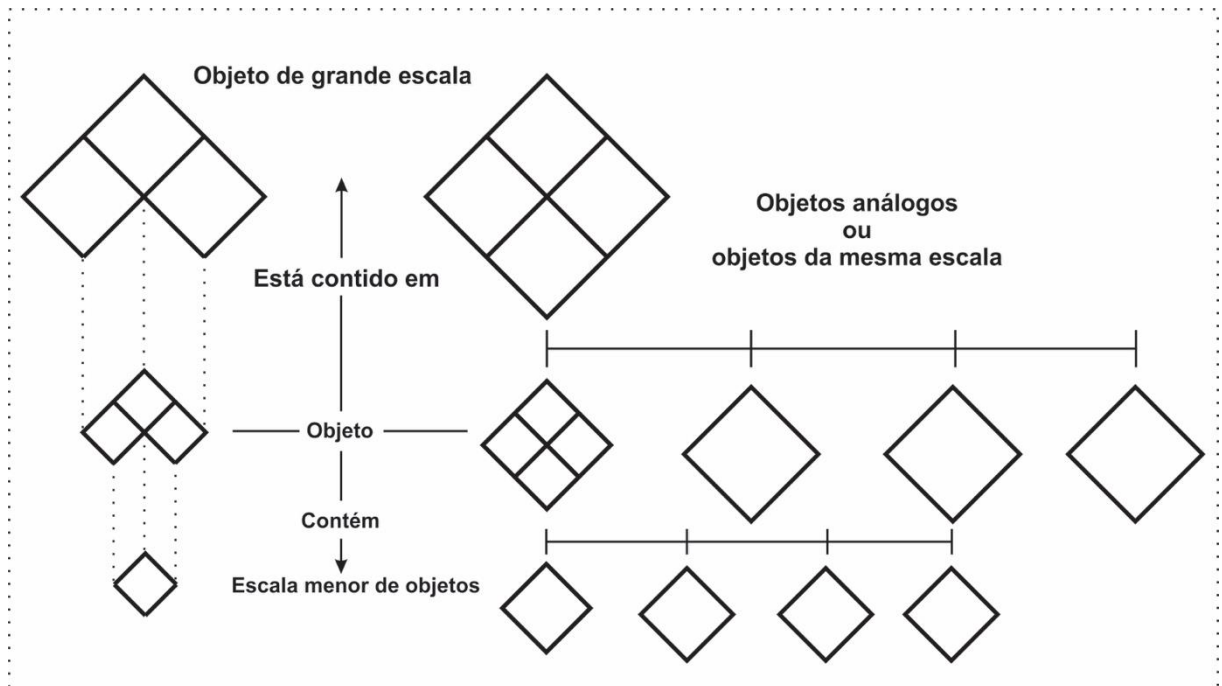 Objeto de grande escala
Objetos análogos
ou
objetos da mesma escala
Está contido em
Objeto
Contém
Escala menor de objetos